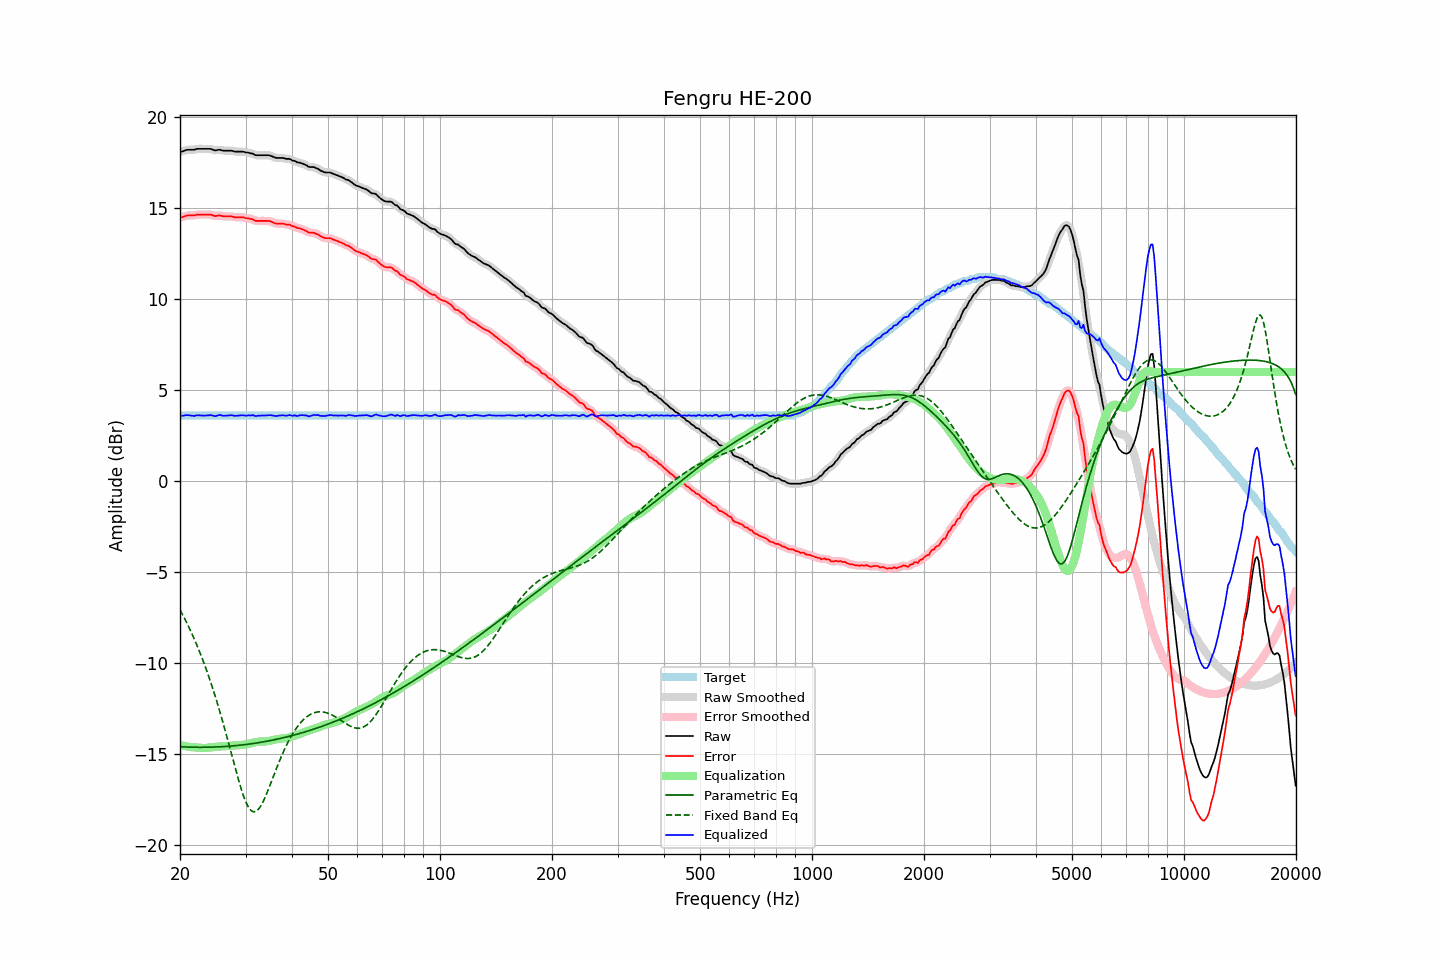 Fengru HE-200
Amplitude (dBr)
20
15
10
5
0
−5
−10
−15
−20
Target
Raw Smoothed
Error Smoothed
Raw
Error
Equalization
Parametric Eq
Fixed Band Eq
Equalized
20 50 100 200 500 1000 2000 5000 10000 20000
Frequency (Hz)